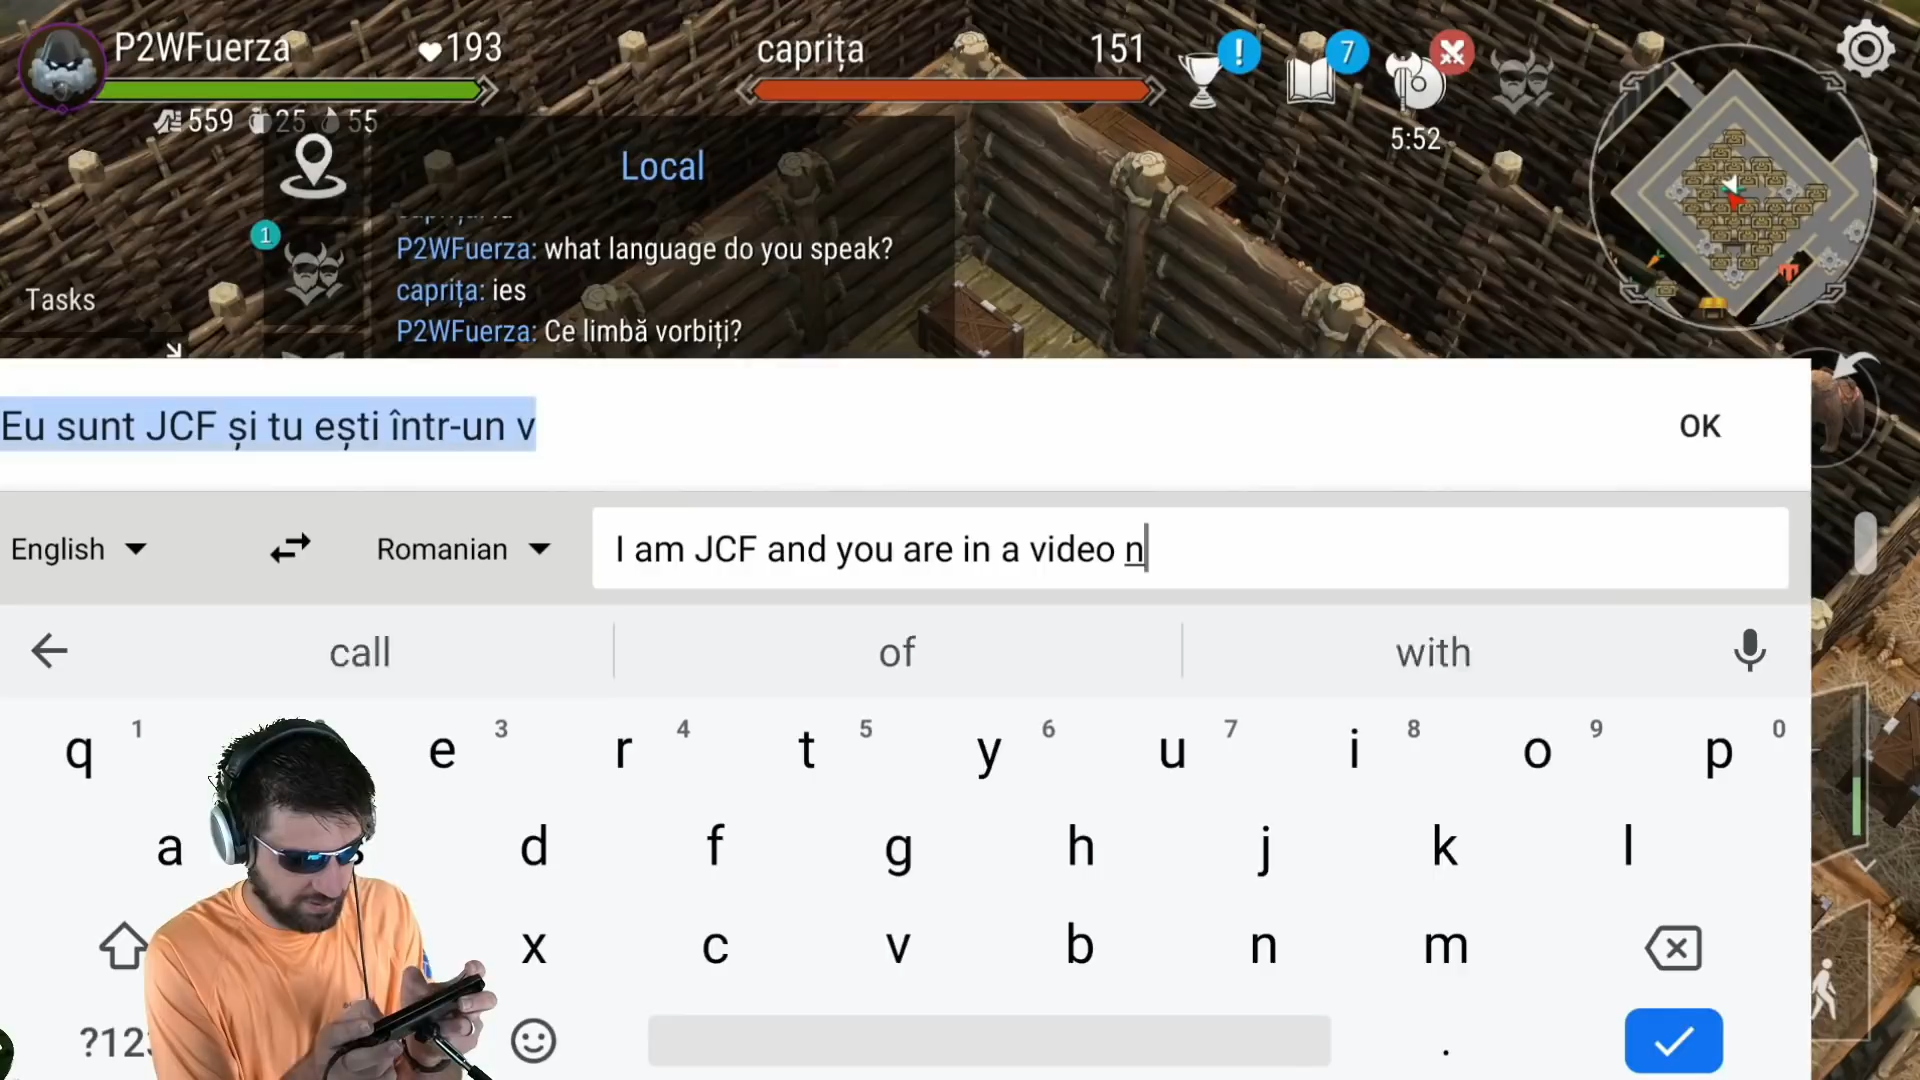 P2WFuerza 193
caprița 151
! 7
559 25 55
5:52
Local
P2WFuerza: what language do you speak?
1
caprița: ies
Tasks
P2WFuerza: Ce limbă vorbiți?
Eu sunt JCF și tu ești într-un v
OK
English
Romanian
I am JCF and you are in a video n
call
of
with
q 1 e 3 r 4 t 5 y 6 u 7 i 8 o 9 p 0
a d f g h j k l
x c v b n m
?12
.